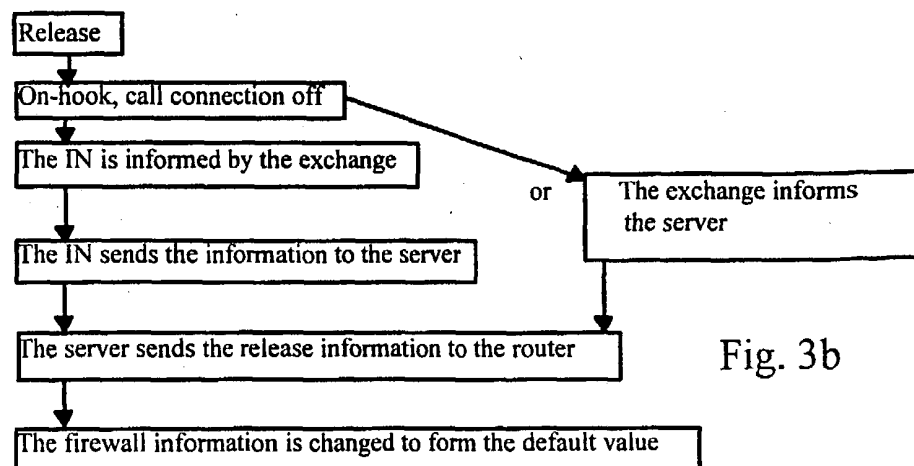 Release
On-hook, call connection off
The IN is informed by the exchange
or
The exchange informs
the server
The IN sends the information to the server
The server sends the release information to the router
Fig. 3b
The firewall information is changed to form the default value